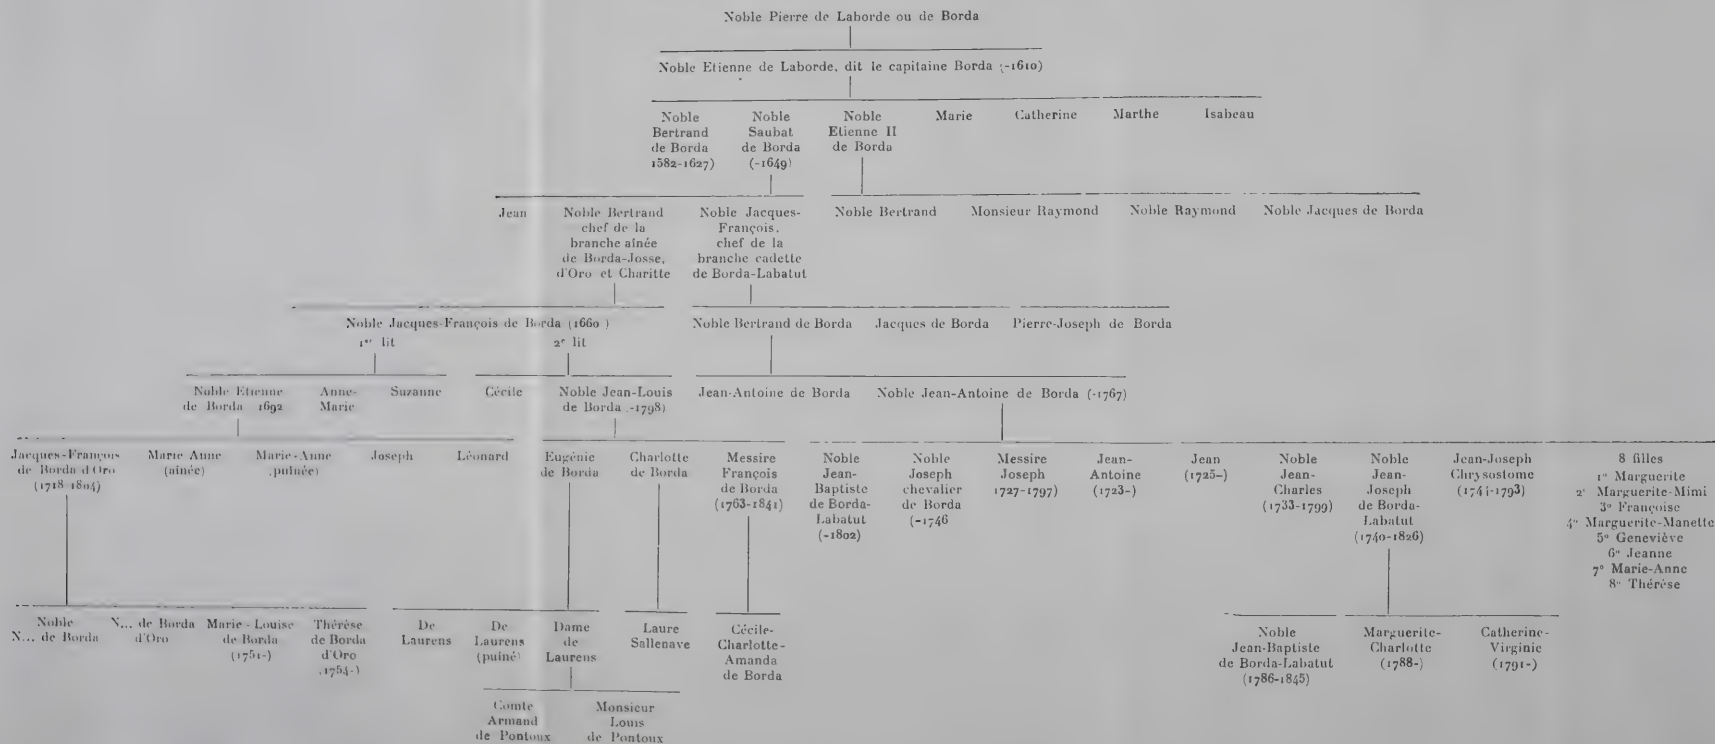 Noble Pierre de Laborde ou de Borda
Noble Etienne de Laborde, dit le capitaine Borda (-1610)
Noble
Bertrand
de Borda
1582-1627)
Noble
Saubat
de Borda
(-1649)
Noble
Etienne II
de Borda
Marie
Catherine
Marthe
Isabeau
Jean
Noble Bertrand
chef de la
branche aînée
de Borda-Josse,
d'Oro et Charitte
Noble Jacques-
François,
chef de la
branche cadette
de Borda-Labatut
Noble Bertrand
Monsieur Raymond
Noble Raymond
Noble Jacques de Borda
Noble Jacques-François de Borda (1660 )
1er lit
2e lit
Noble Bertrand de Borda
Jacques de Borda
Pierre-Joseph de Borda
Noble Etienne
de Borda 1692
Anne-
Marie
Suzanne
Cécile
Noble Jean-Louis
de Borda (-1798)
Jean-Antoine de Borda
Noble Jean-Antoine de Borda (-1767)
Jacques-François
de Borda d'Oro
(1718 1804)
Marie Anne
(aînée)
Marie-Anne
(puînée)
Joseph
Léonard
Eugénie
de Borda
Charlotte
de Borda
Messire
François
de Borda
(1763-1841)
Noble
Jean-
Baptiste
de Borda-
Labatut
(-1802)
Noble
Joseph
chevalier
de Borda
(-1746
Messire
Joseph
1727-1797)
Jean-
Antoine
(1723-)
Jean
(1725-)
Noble
Jean-
Charles
(1733-1799)
Noble
Jean-
Joseph
de Borda-
Labatut
(1740-1826)
Jean-Joseph
Chrysostome
(1741-1793)
8 filles
1° Marguerite
2° Marguerite-Mimi
3° Françoise
4° Marguerite-Manette
5° Geneviève
6° Jeanne
7° Marie-Anne
8° Thérèse
Noble
N... de Borda
N... de Borda
d'Oro
Marie-Louise
de Borda
(1751-)
Thérèse
de Borda
d'Oro
(1754-)
De
Laurens
De
Laurens
(puîné)
Dame
de
Laurens
Laure
Sallenave
Cécile-
Charlotte-
Amanda
de Borda
Noble
Jean-Baptiste
de Borda-Labatut
(1786-1845)
Marguerite-
Charlotte
(1788-)
Catherine-
Virginie
(1791-)
Comte
Armand
de Pontoux
Monsieur
Louis
de Pontoux